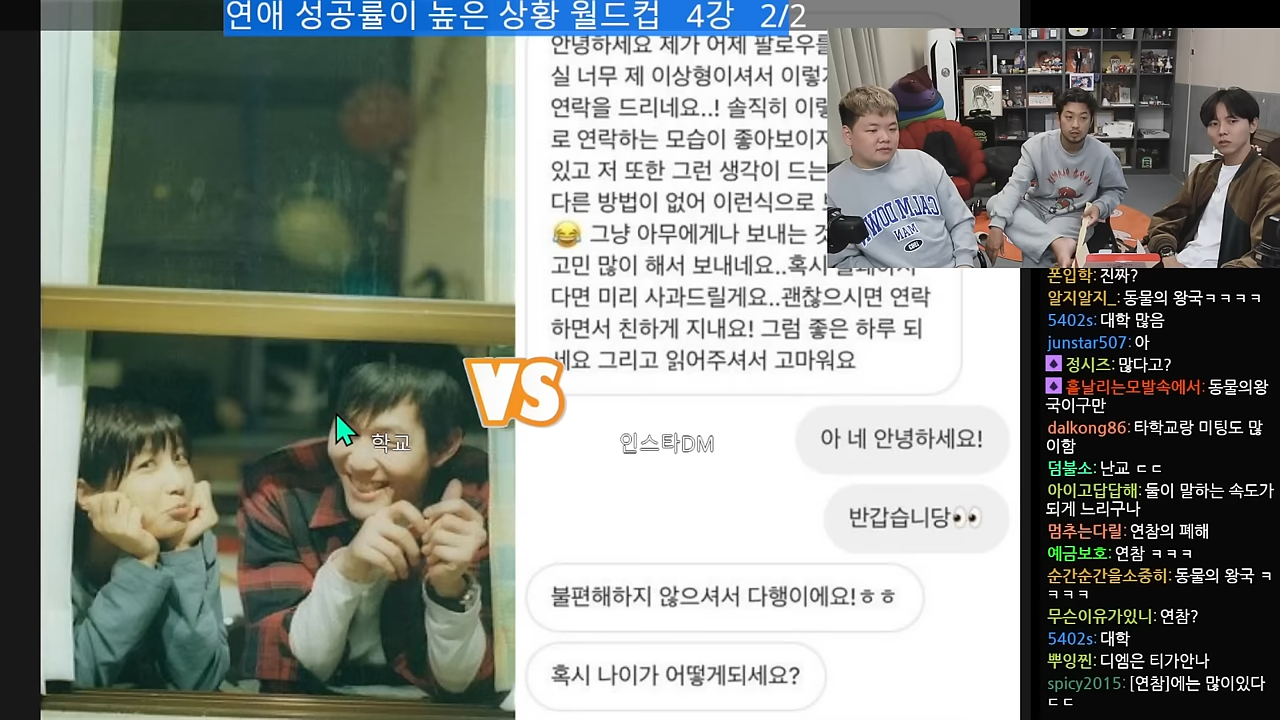 연애 성공률이 높은 상황 월드컵 4강 2/2
안녕하세요 제가 어제 팔로우를
실 너무 제 이상형이셔서 이렇게
연락을 드리네요..! 솔직히 이렇
로 연락하는 모습이 좋아보이지
있고 저 또한 그런 생각이 드는
다른 방법이 없어 이런식으로
😂 그냥 아무에게나 보내는 것
고민 많이 해서 보내네요..혹시
다면 미리 사과드릴게요..괜찮으시면 연락
하면서 친하게 지내요! 그럼 좋은 하루 되
세요 그리고 읽어주셔서 고마워요
VS
학교
인스타DM
아 네 안녕하세요!
반갑습니당👀
불편해하지 않으셔서 다행이에요!ㅎㅎ
혹시 나이가 어떻게되세요?
CALM DOWN
MAN
폰입학: 진짜?
알지알지_: 동물의 왕국ㅋㅋㅋㅋ
5402s: 대학 많음
junstar507: 아
정시즈: 많다고?
흩날리는모발속에서: 동물의왕
국이구만
dalkong86: 타학교랑 미팅도 많
이함
덤불소: 난교 ㄷㄷ
아이고답답해: 둘이 말하는 속도가
되게 느리구나
멈추는다릴: 연참의 폐해
예금보호: 연참 ㅋㅋㅋ
순간순간을소중히: 동물의 왕국 ㅋ
ㅋㅋㅋ
무슨이유가있니: 연참?
5402s: 대학
뿌잉찐: 디엠은 티가안나
spicy2015: [연참]에는 많이있다
ㄷㄷ